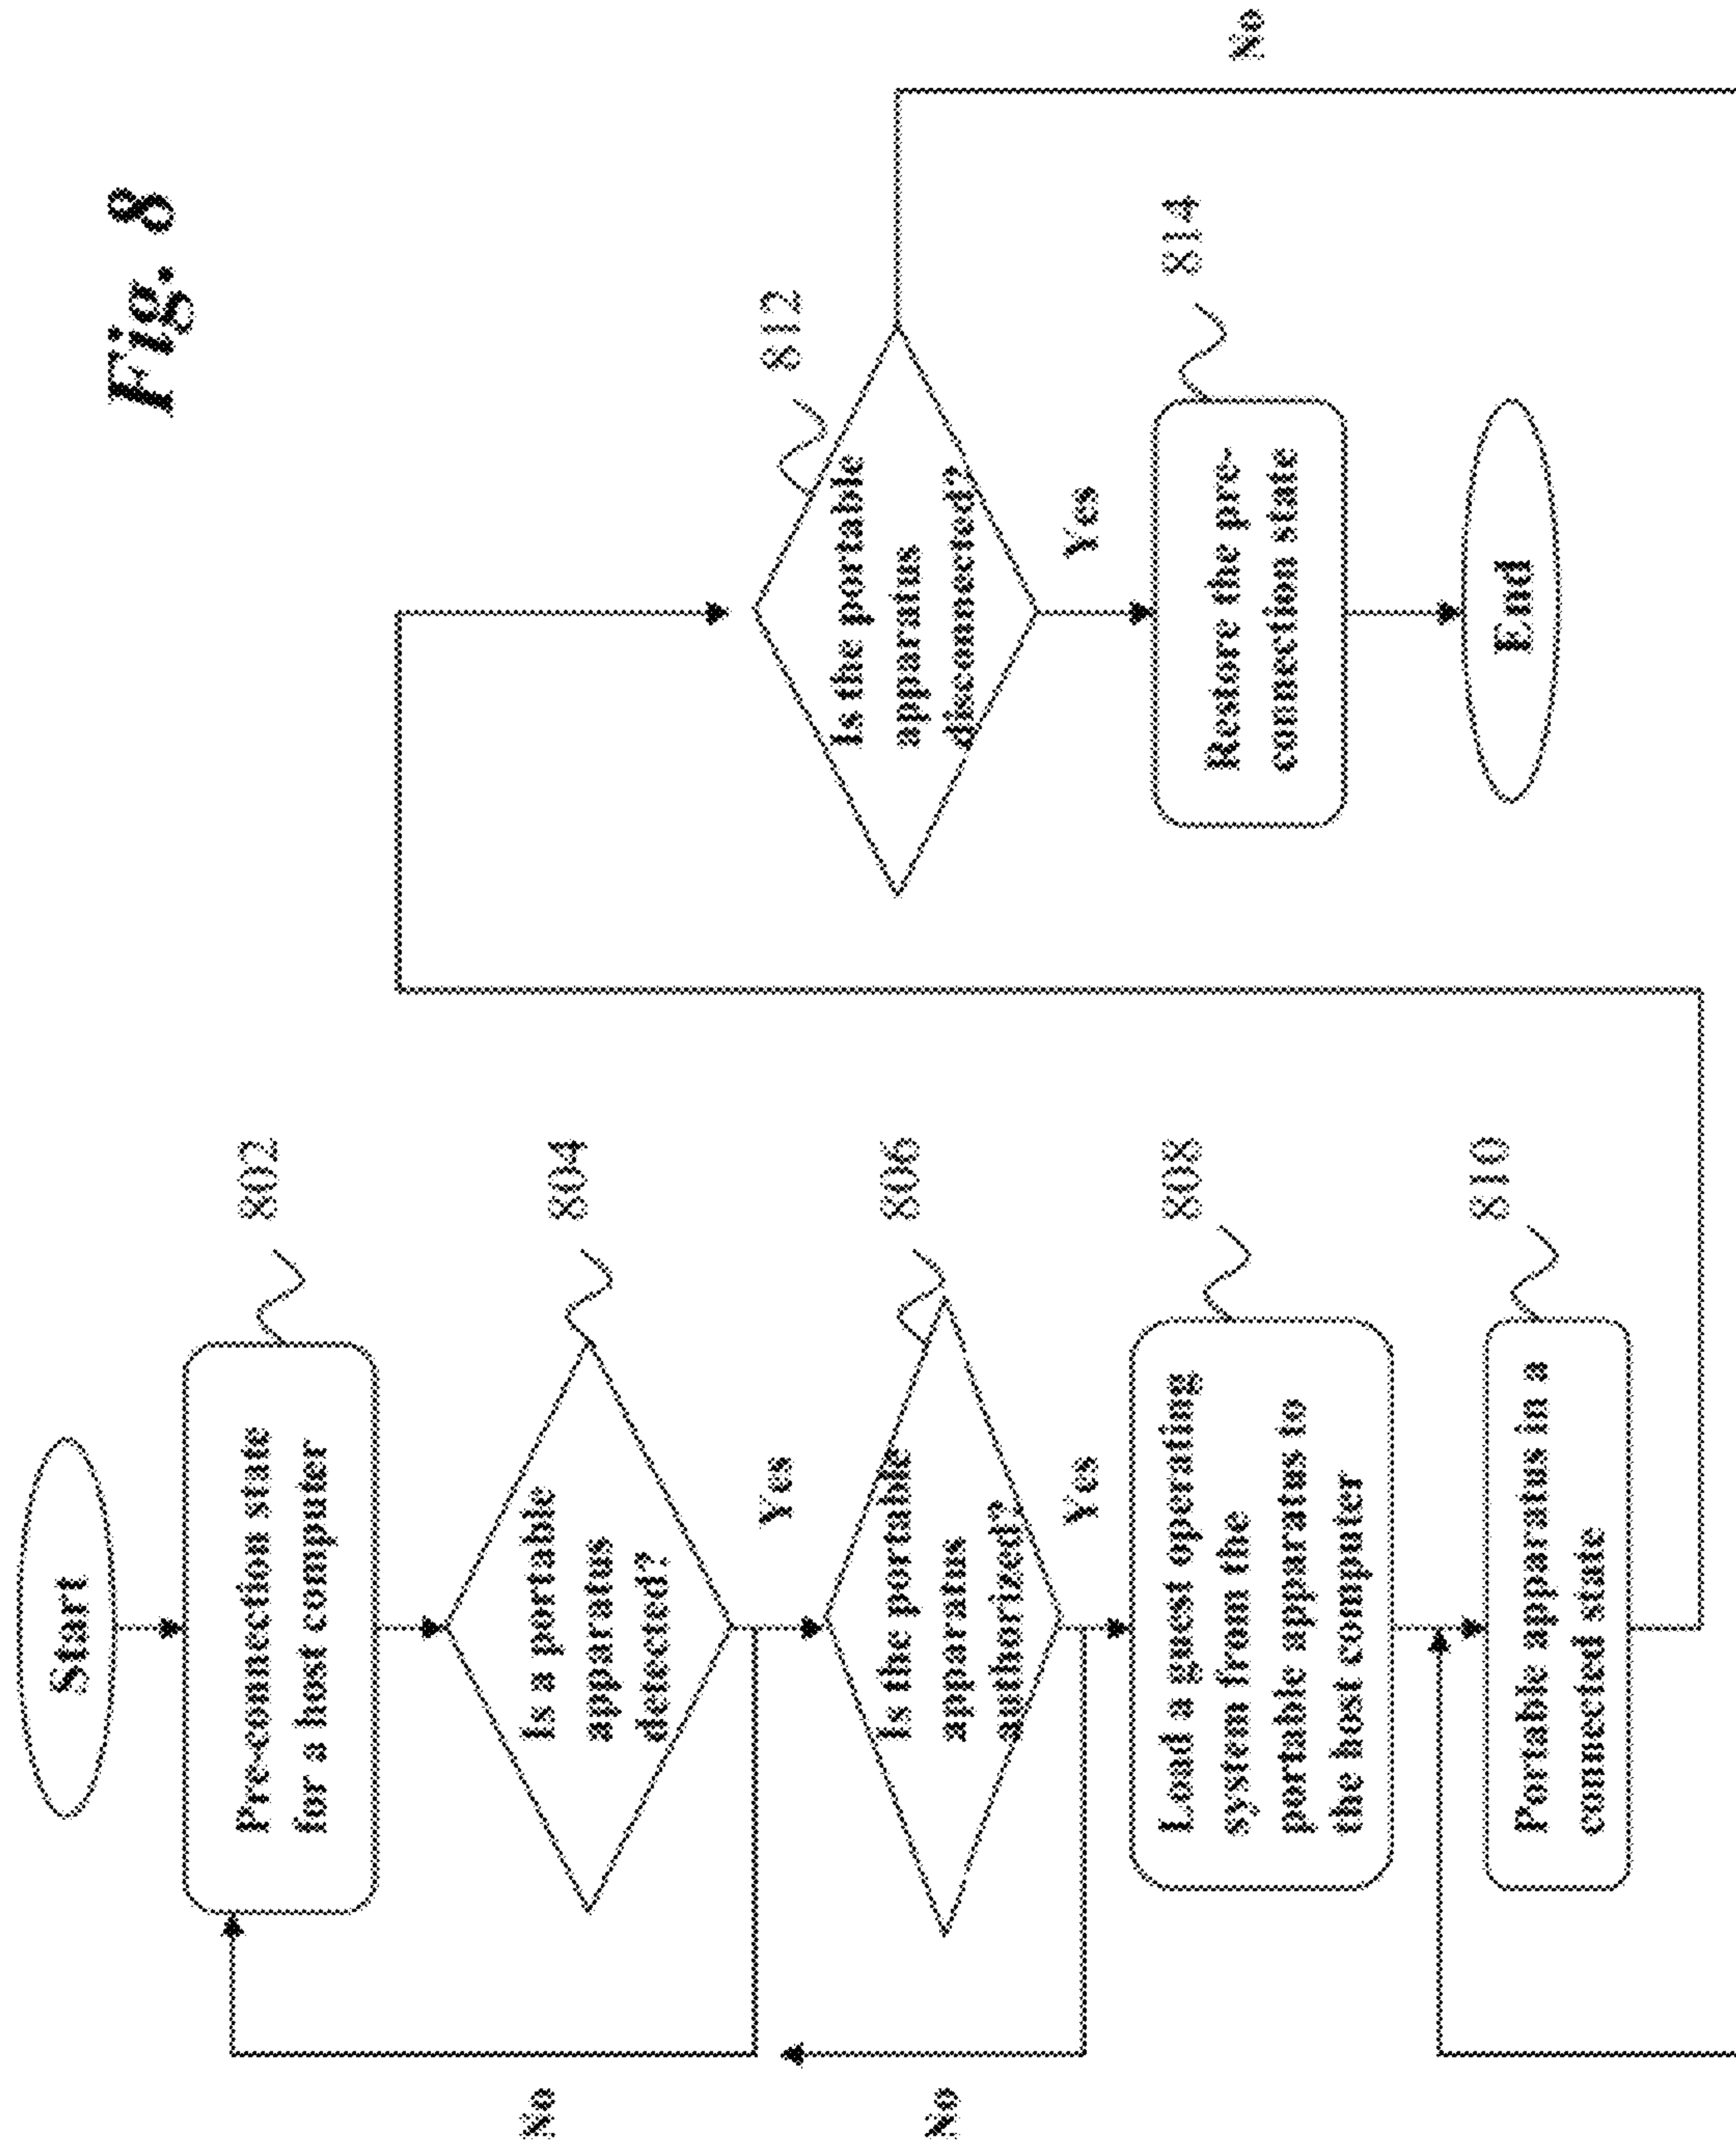 Fig. 8
Start
Pre-connection state
for a host computer
802
Is a portable
apparatus
detected?
804
No
Yes
Is the portable
apparatus
authorized?
806
No
Yes
Load a guest operating
system from the
portable apparatus to
the host computer
808
Portable apparatus in a
connected state
810
Is the portable
apparatus
disconnected?
812
No
Yes
Restore the pre-
connection state
814
End